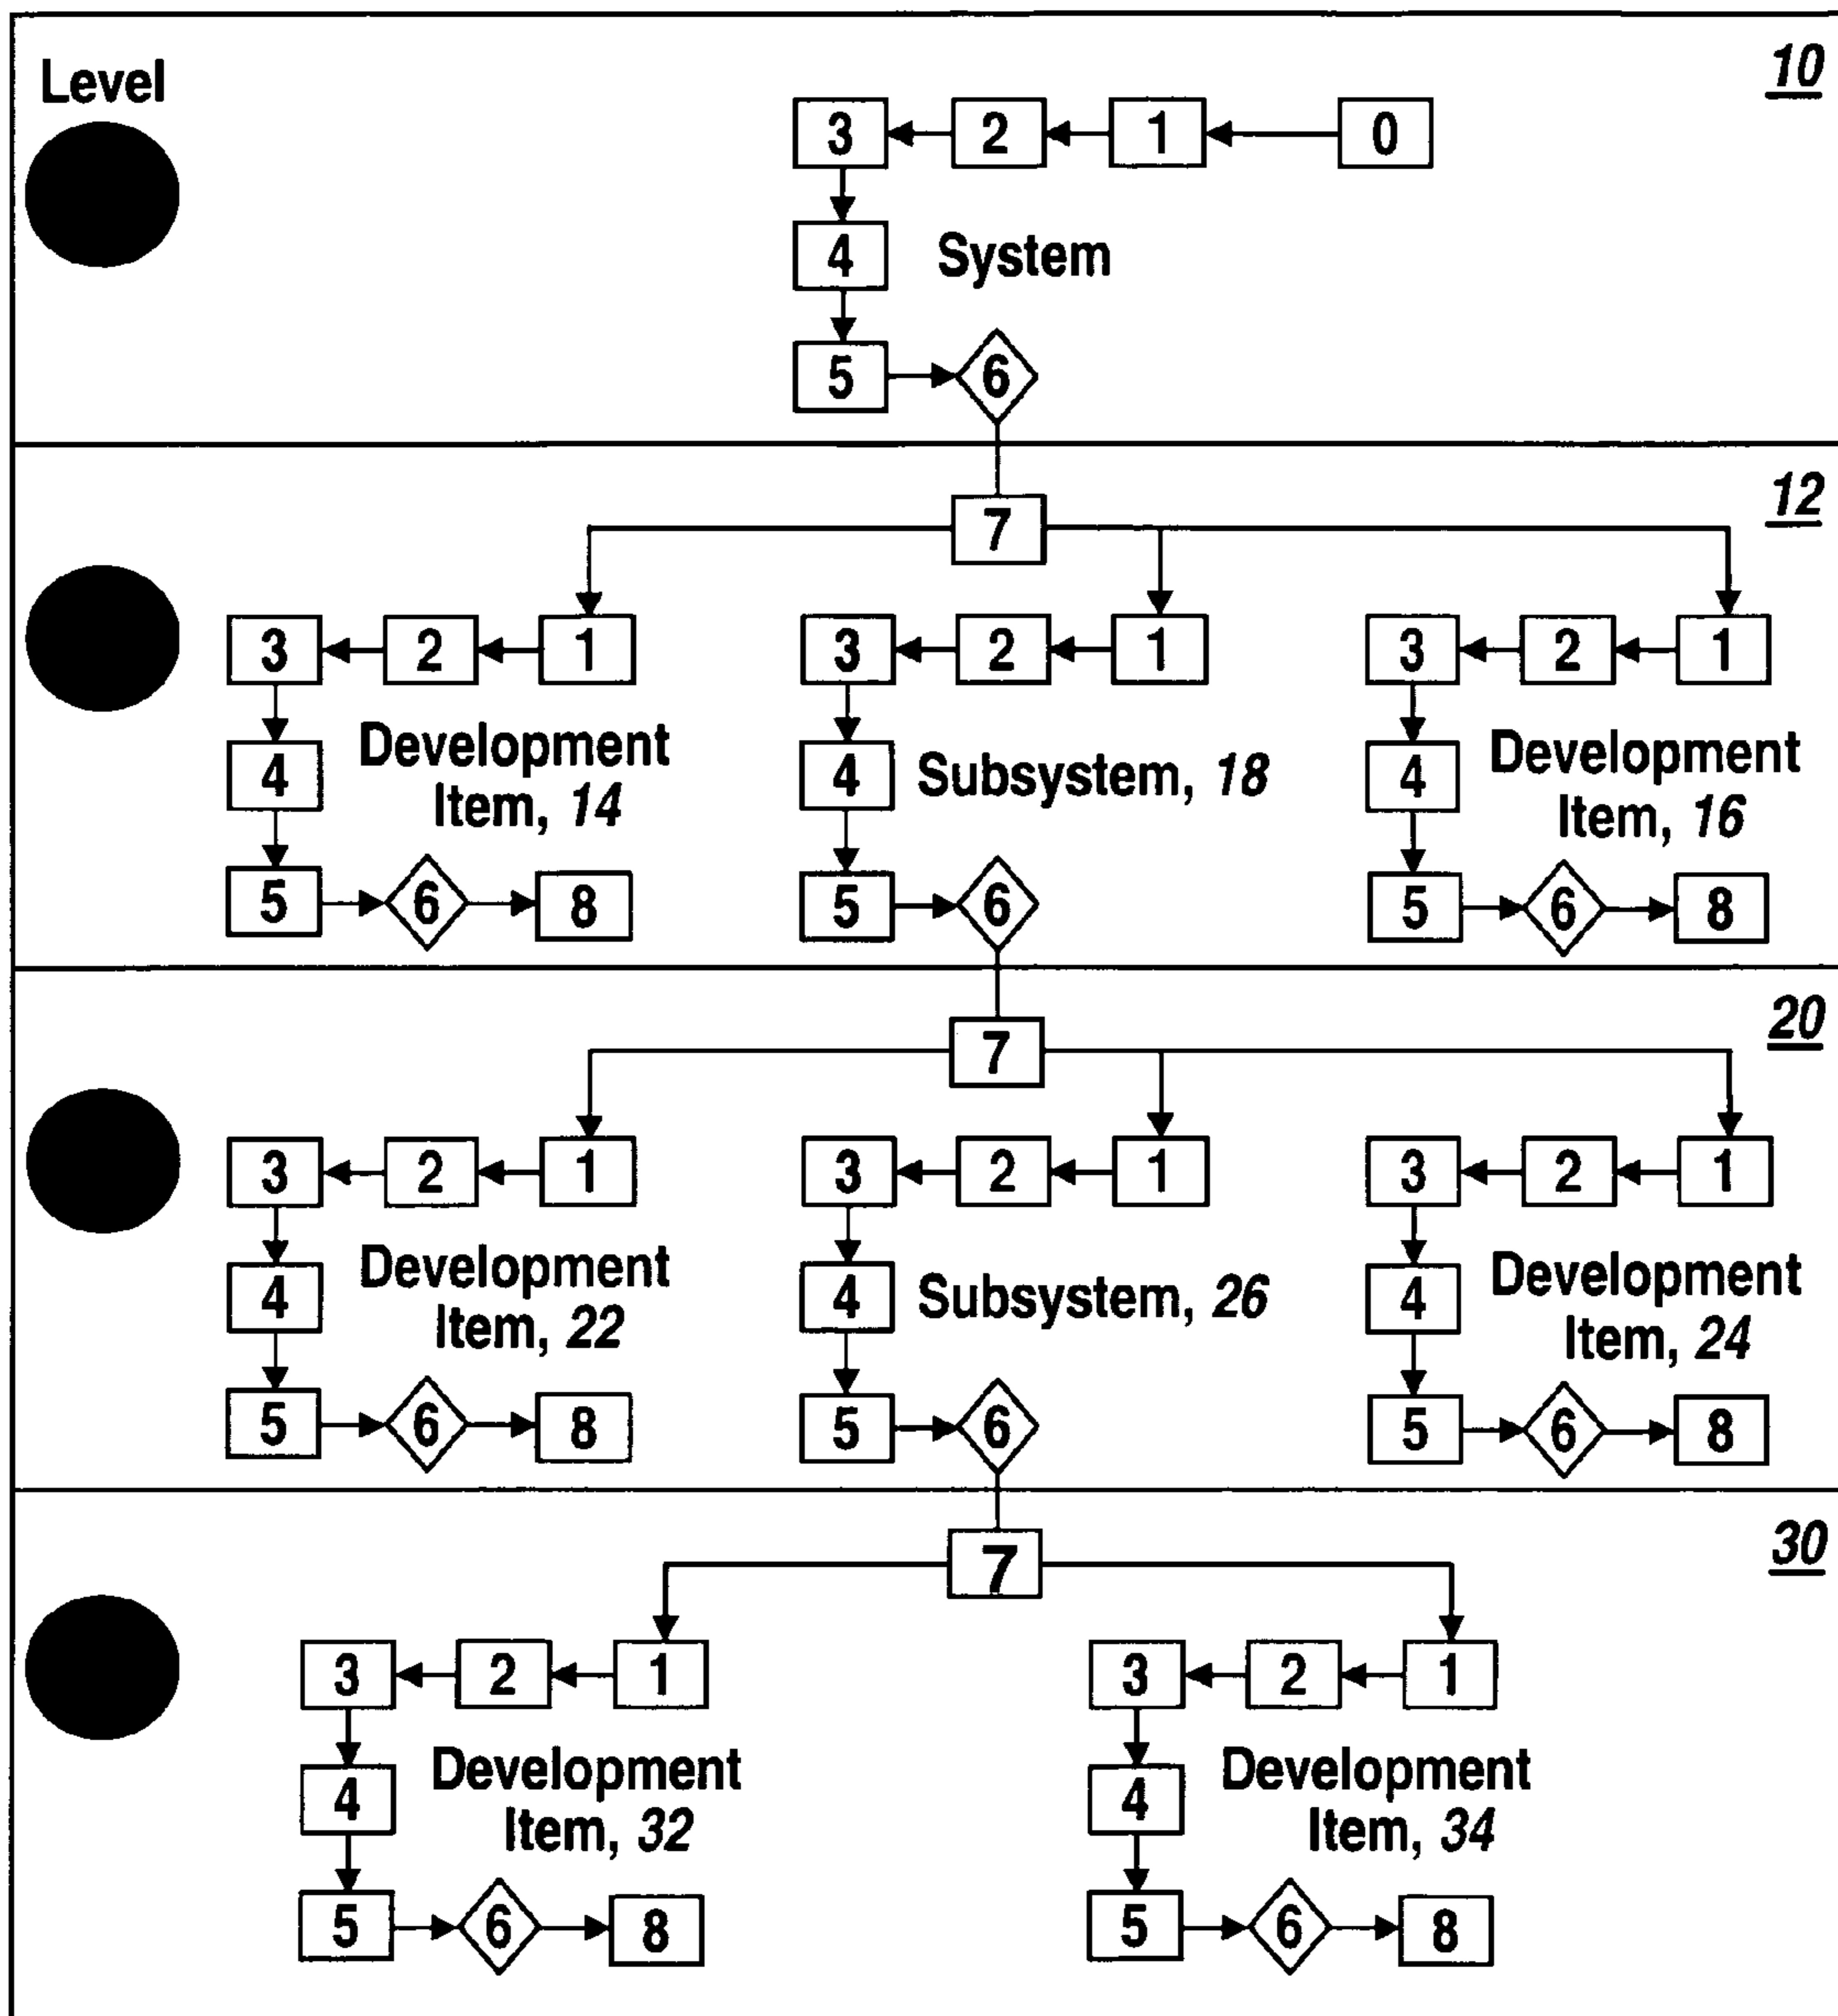 10
Level
3 2 1 0
4 System
5 6
12
7
3 2 1 3 2 1 3 2 1
4 Development Item, 14 4 Subsystem, 18 4 Development Item, 16
5 6 8 5 6 5 6 8
20
7
3 2 1 3 2 1 3 2 1
4 Development Item, 22 4 Subsystem, 26 4 Development Item, 24
5 6 8 5 6 5 6 8
30
7
3 2 1 3 2 1
4 Development Item, 32 4 Development Item, 34
5 6 8 5 6 8